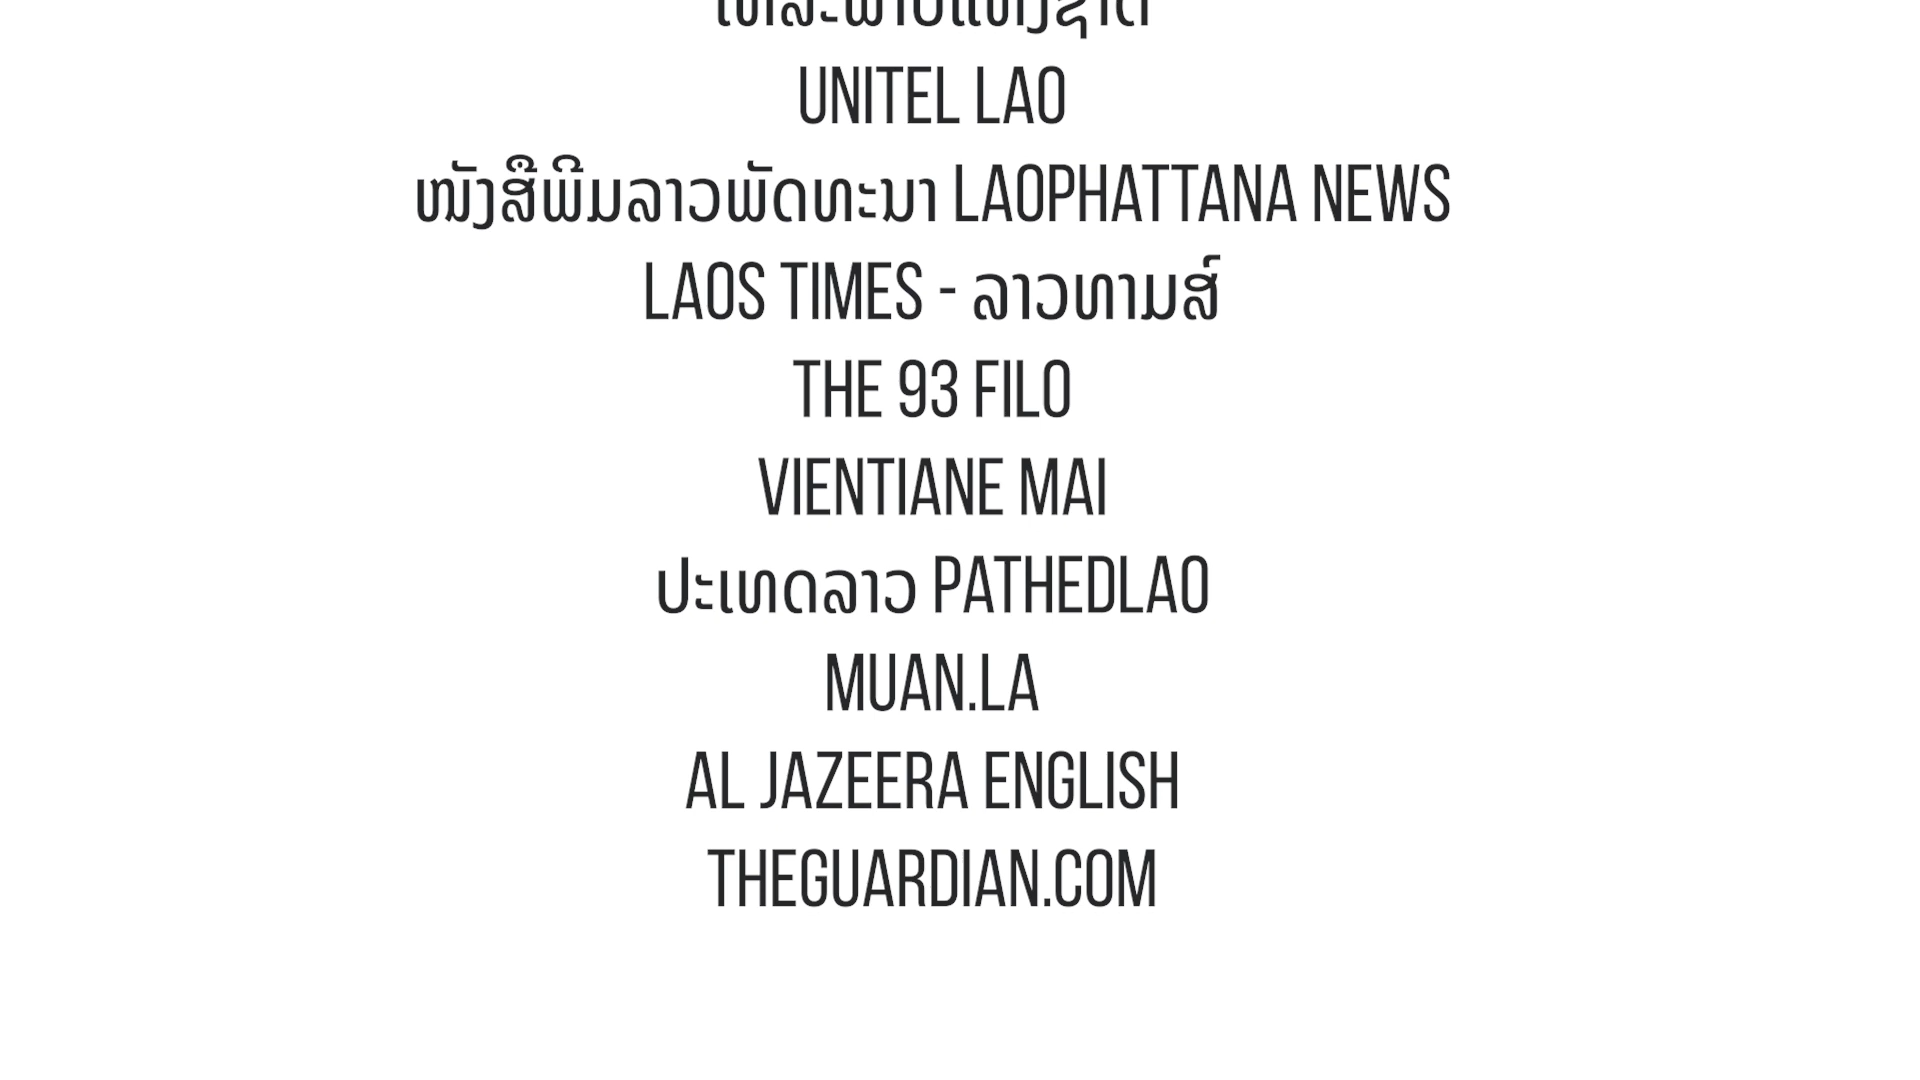 UNITEL LAO
ໜັງສືພິມລາວພັດທະນາ LAOPHATTANA NEWS
LAOS TIMES - ລາວທາມສ໌
THE 93 FILO
VIENTIANE MAI
ປະເທດລາວ PATHEDLAO
MUAN.LA
AL JAZEERA ENGLISH
THEGUARDIAN.COM